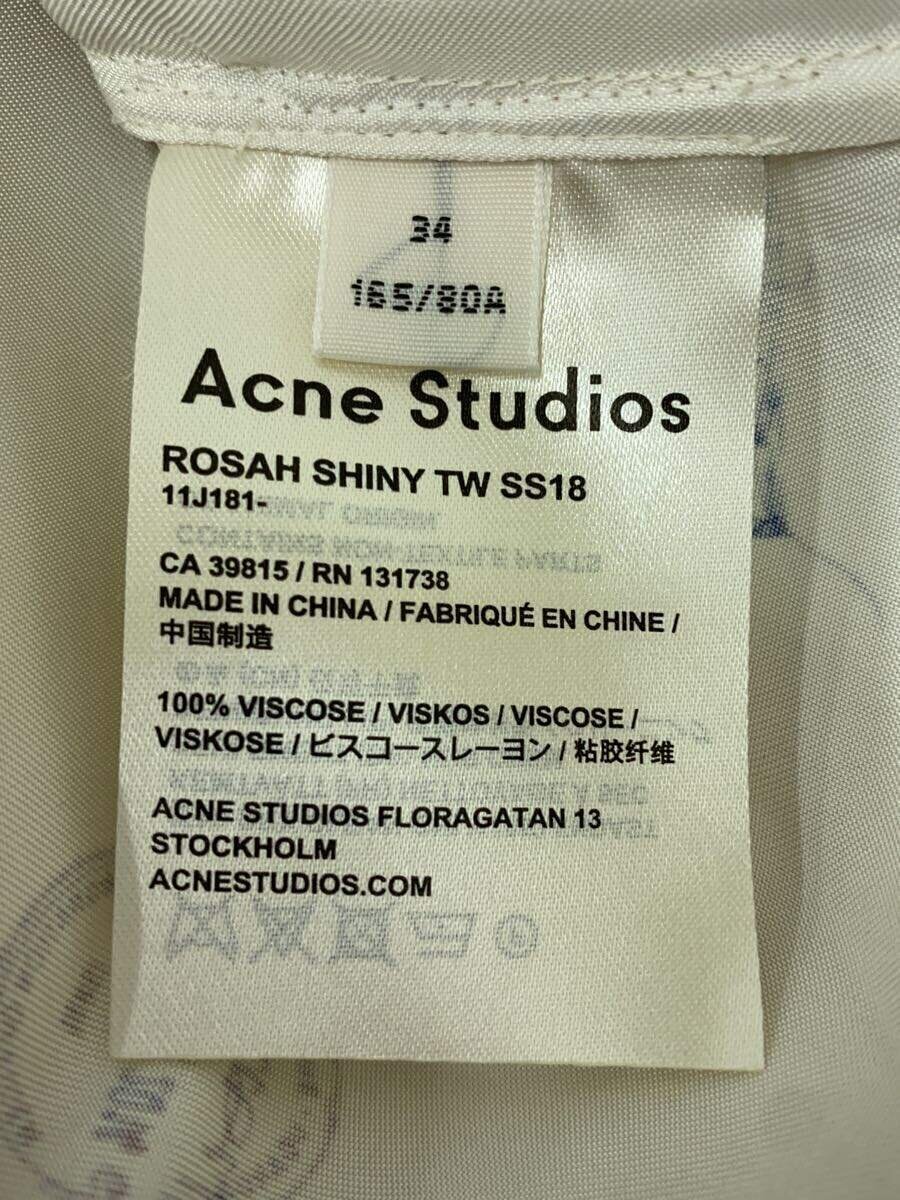 34
165/80A
Acne Studios
ROSAH SHINY TW SS18
11J181-
CA 39815 / RN 131738
MADE IN CHINA / FABRIQUÉ EN CHINE /
中国制造
100% VISCOSE / VISKOS / VISCOSE /
VISKOSE / ビスコースレーヨン / 粘胶纤维
ACNE STUDIOS FLORAGATAN 13
STOCKHOLM
ACNESTUDIOS.COM